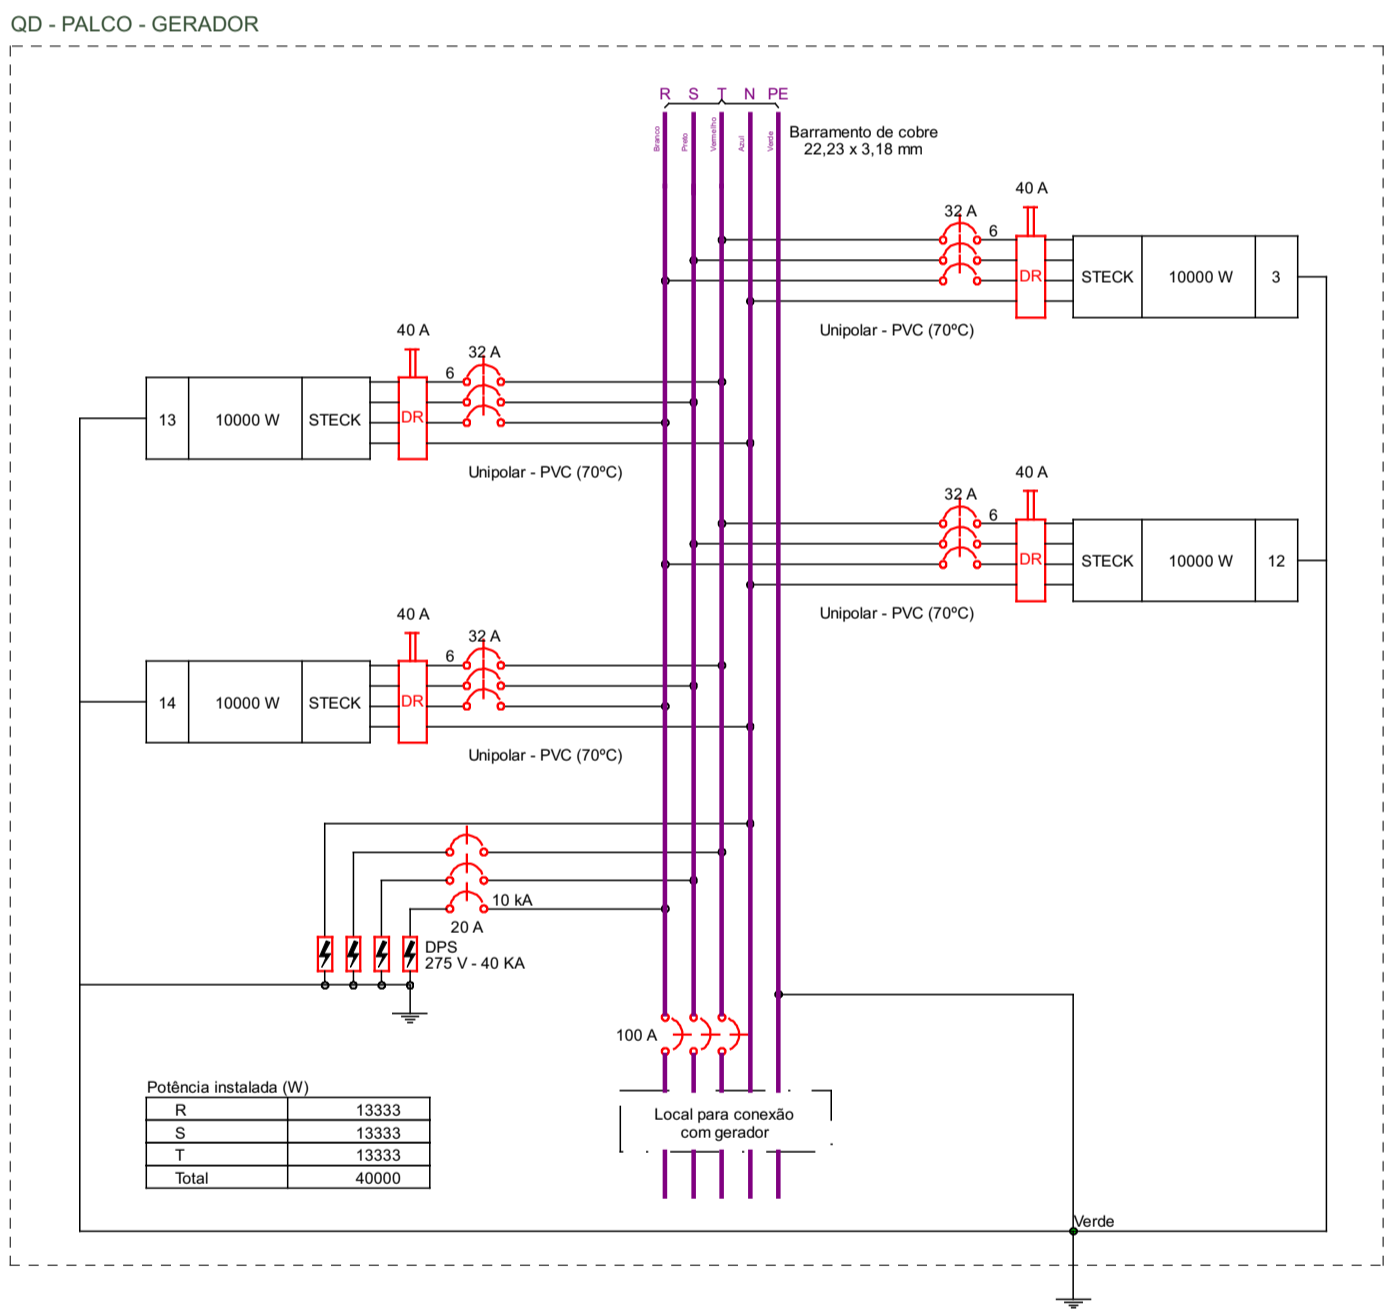 QD - PALCO - GERADOR
R S T N PE
Branco
Preto
Vermelho
Azul
Verde
Barramento de cobre
22,23 x 3,18 mm
40 A
32 A
6
DR
STECK
10000 W
3
Unipolar - PVC (70ºC)
40 A
32 A
6
13
10000 W
STECK
DR
Unipolar - PVC (70ºC)
40 A
32 A
6
DR
STECK
10000 W
12
Unipolar - PVC (70ºC)
40 A
32 A
6
14
10000 W
STECK
DR
Unipolar - PVC (70ºC)
10 kA
20 A
DPS
275 V - 40 KA
100 A
Local para conexão
com gerador
Potência instalada (W)
R 13333
S 13333
T 13333
Total 40000
Verde